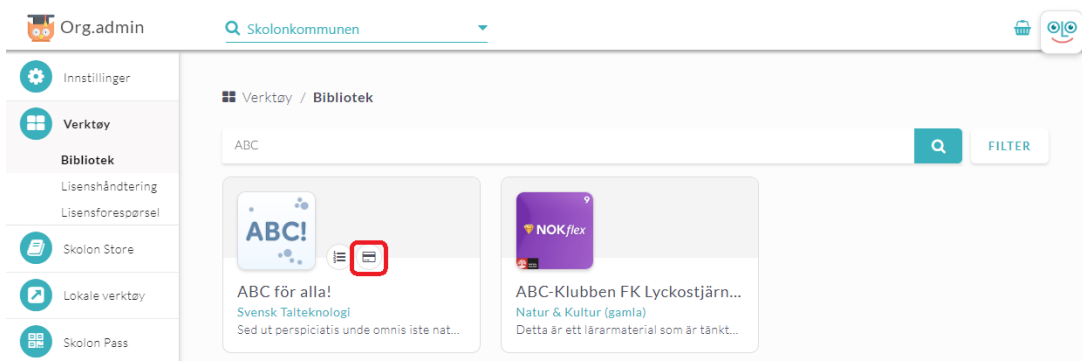 Org.admin
Skolonkommunen
Innstillinger
Verktøy
Bibliotek
Lisenshåndtering
Lisensforespørsel
Skolon Store
Lokale verktøy
Skolon Pass
Verktøy / Bibliotek
ABC
FILTER
ABC!
ABC för alla!
Svensk Talteknologi
Sed ut perspiciatis unde omnis iste nat...
9
NOKflex
ABC-Klubben FK Lyckostjärn...
Natur & Kultur (gamla)
Detta är ett lärarmaterial som är tänkt...